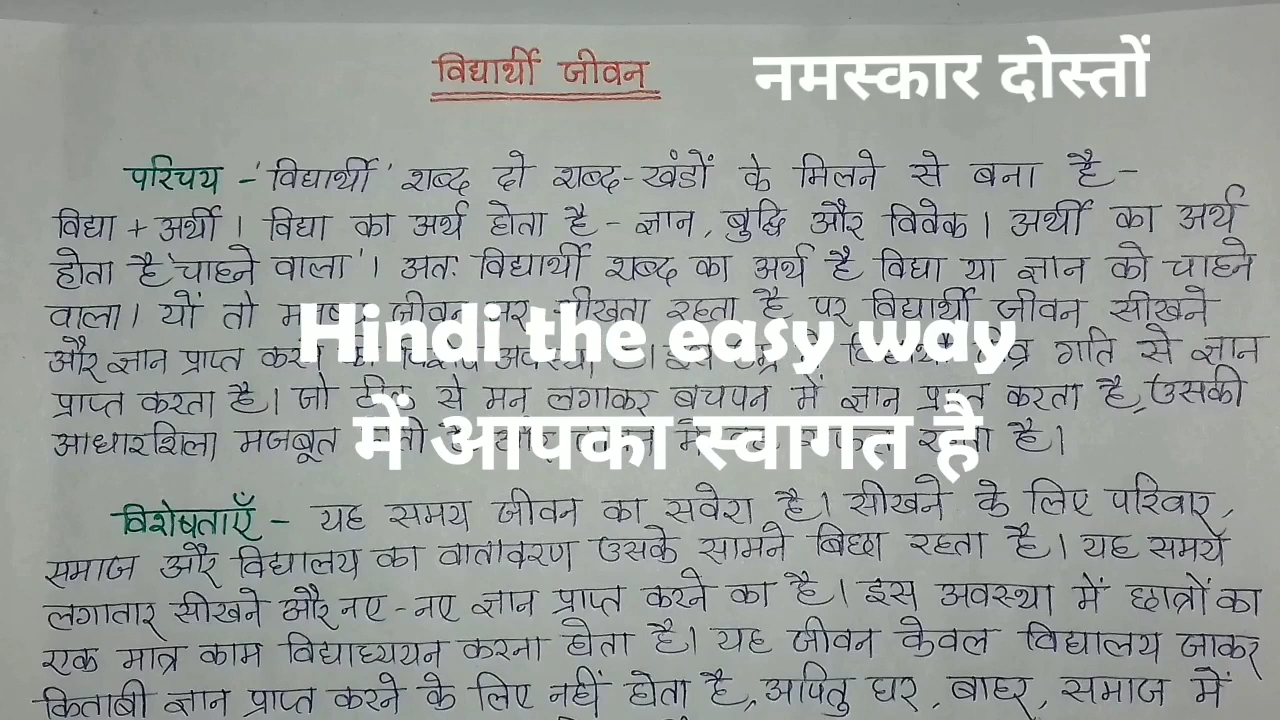 विद्यार्थी जीवन
नमस्कार दोस्तों
परिचय - 'विद्यार्थी' शब्द दो शब्द-खंडों के मिलने से बना है -
विद्या + अर्थी । विद्या का अर्थ होता है - ज्ञान, बुद्धि और विवेक । अर्थी का अर्थ
होता है 'चाहने वाला' । अतः विद्यार्थी शब्द का अर्थ है विद्या या ज्ञान को चाहने
वाला । यों तो जीवन रहता है पर विद्यार्थी जीवन सीखने
Hindi the easy way
और ज्ञान प्राप्त गति से ज्ञान
प्राप्त करता है । जो ठीक से मन लगाकर बचपन में ज्ञान प्राप्त करता है, उसकी
में आपका स्वागत है
आधारशिला मजबूत है ।
विशेषताएँ - यह समय जीवन का सवेरा है । सीखने के लिए परिवार,
समाज और विद्यालय का वातावरण उसके सामने बिछा रहता है । यह समय
लगातार सीखने और नए-नए ज्ञान प्राप्त करने का है । इस अवस्था में छात्रों का
एक मात्र काम विद्याध्ययन करना होता है । यह जीवन केवल विद्यालय जाकर
किताबी ज्ञान प्राप्त करने के लिए नहीं होता है, अपितु घर, बाहर, समाज में